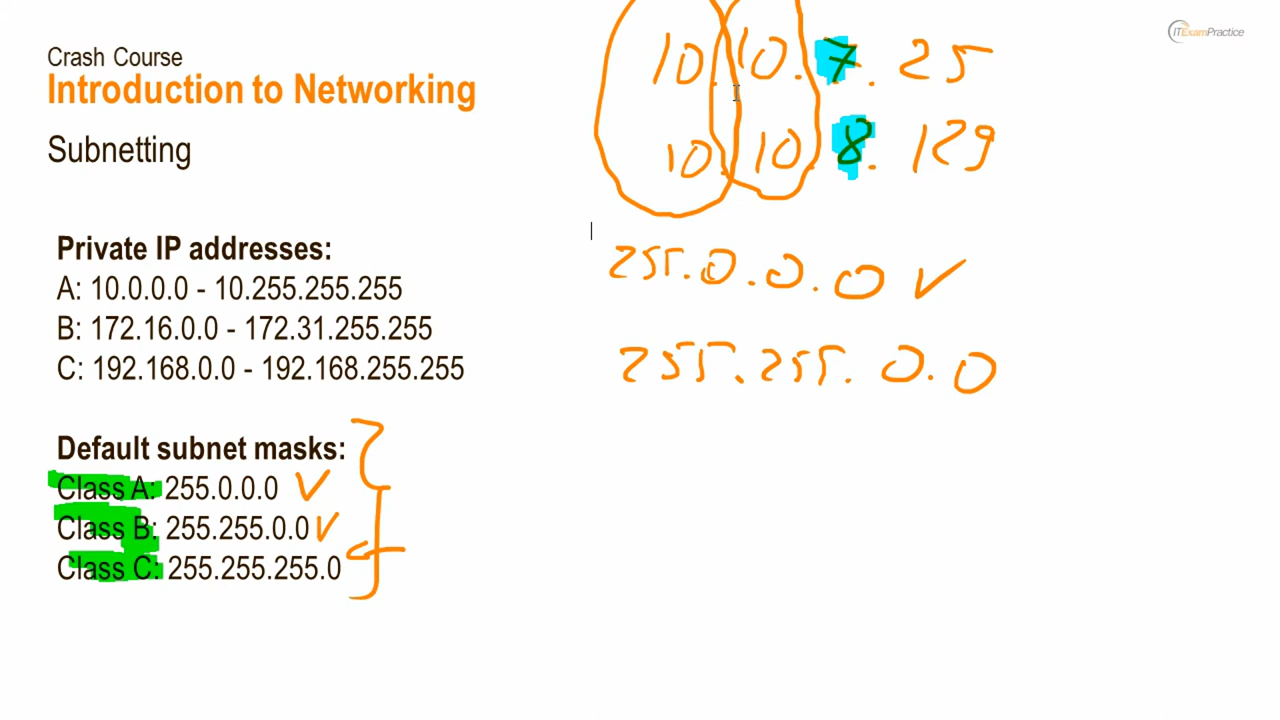 ITExamPractice
Crash Course
Introduction to Networking
Subnetting
Private IP addresses:
A: 10.0.0.0 - 10.255.255.255
B: 172.16.0.0 - 172.31.255.255
C: 192.168.0.0 - 192.168.255.255
Default subnet masks:
Class A: 255.0.0.0
Class B: 255.255.0.0
Class C: 255.255.255.0
10.10.7.25
10.10.8.129
255.0.0.0 ✓
255.255.0.0